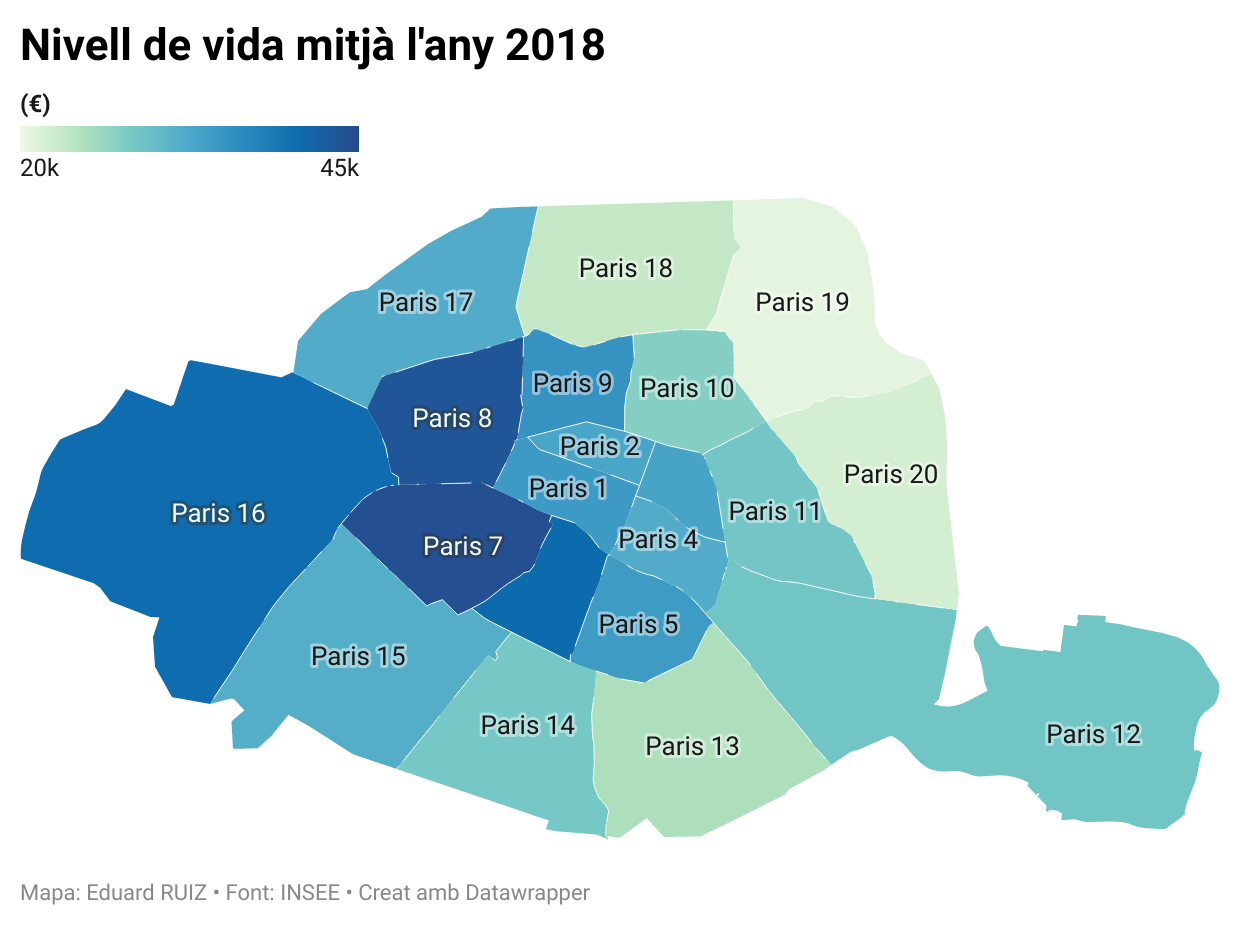 Nivell de vida mitjà l'any 2018
(€)
20k 45k
Paris 18
Paris 17
Paris 19
Paris 9
Paris 10
Paris 8
Paris 2
Paris 20
Paris 1
Paris 16
Paris 11
Paris 4
Paris 7
Paris 5
Paris 15
Paris 14
Paris 12
Paris 13
Mapa: Eduard RUIZ • Font: INSEE • Creat amb Datawrapper